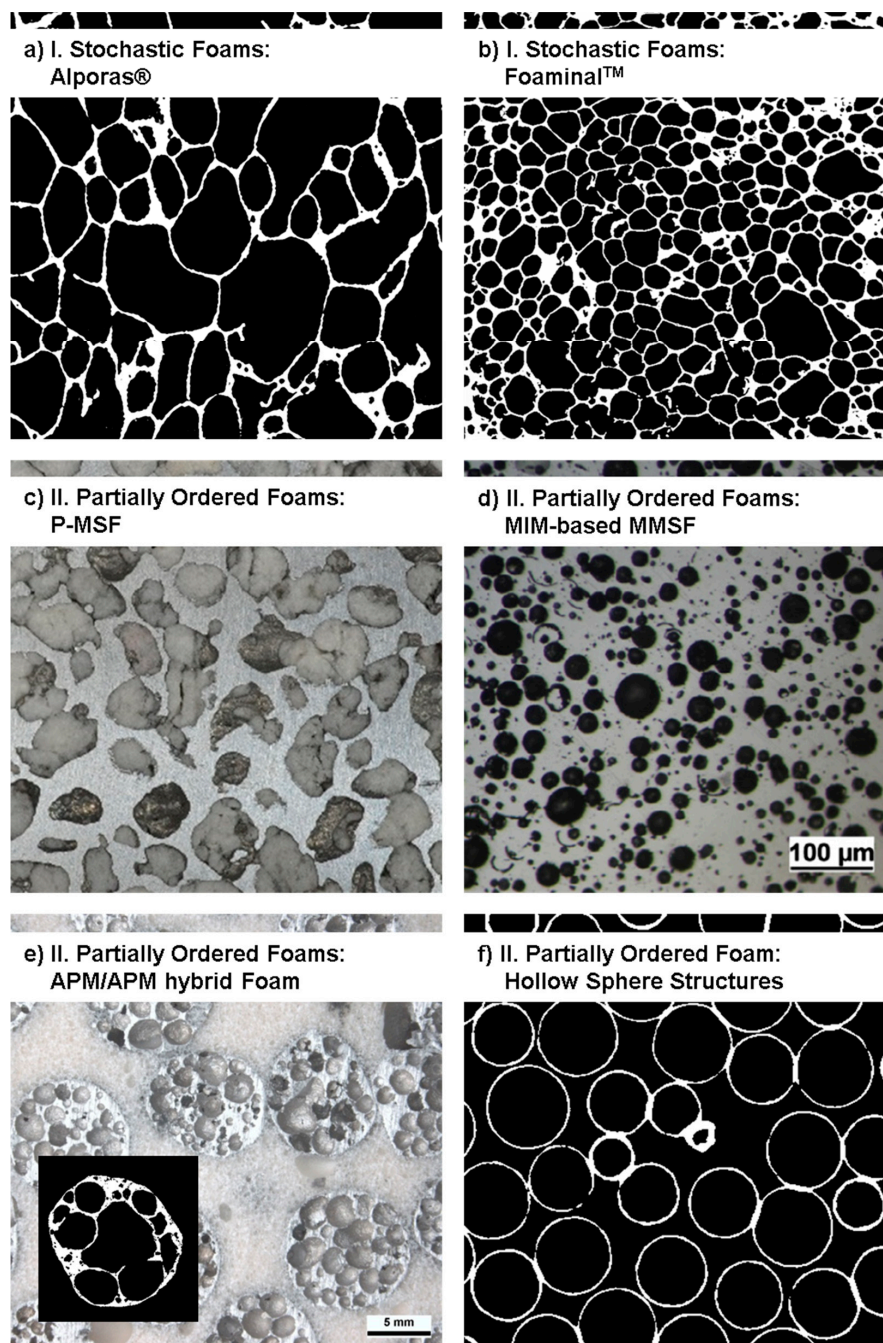 a) I. Stochastic Foams:
Alporas®
b) I. Stochastic Foams:
Foaminal™
c) II. Partially Ordered Foams:
P-MSF
d) II. Partially Ordered Foams:
MIM-based MMSF
100 µm
e) II. Partially Ordered Foams:
APM/APM hybrid Foam
5 mm
f) II. Partially Ordered Foam:
Hollow Sphere Structures